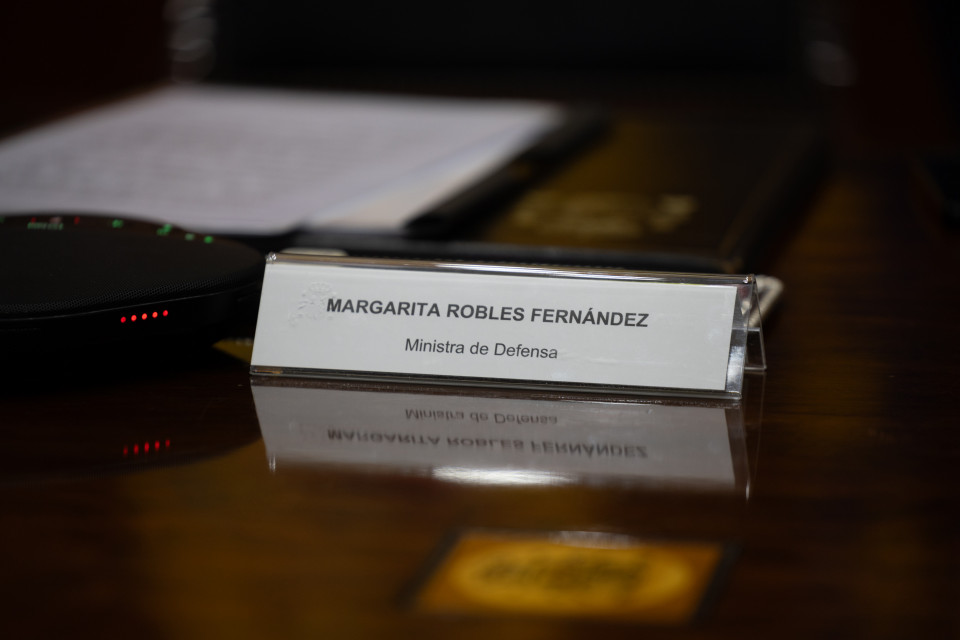 MARGARITA ROBLES FERNÁNDEZ
Ministra de Defensa